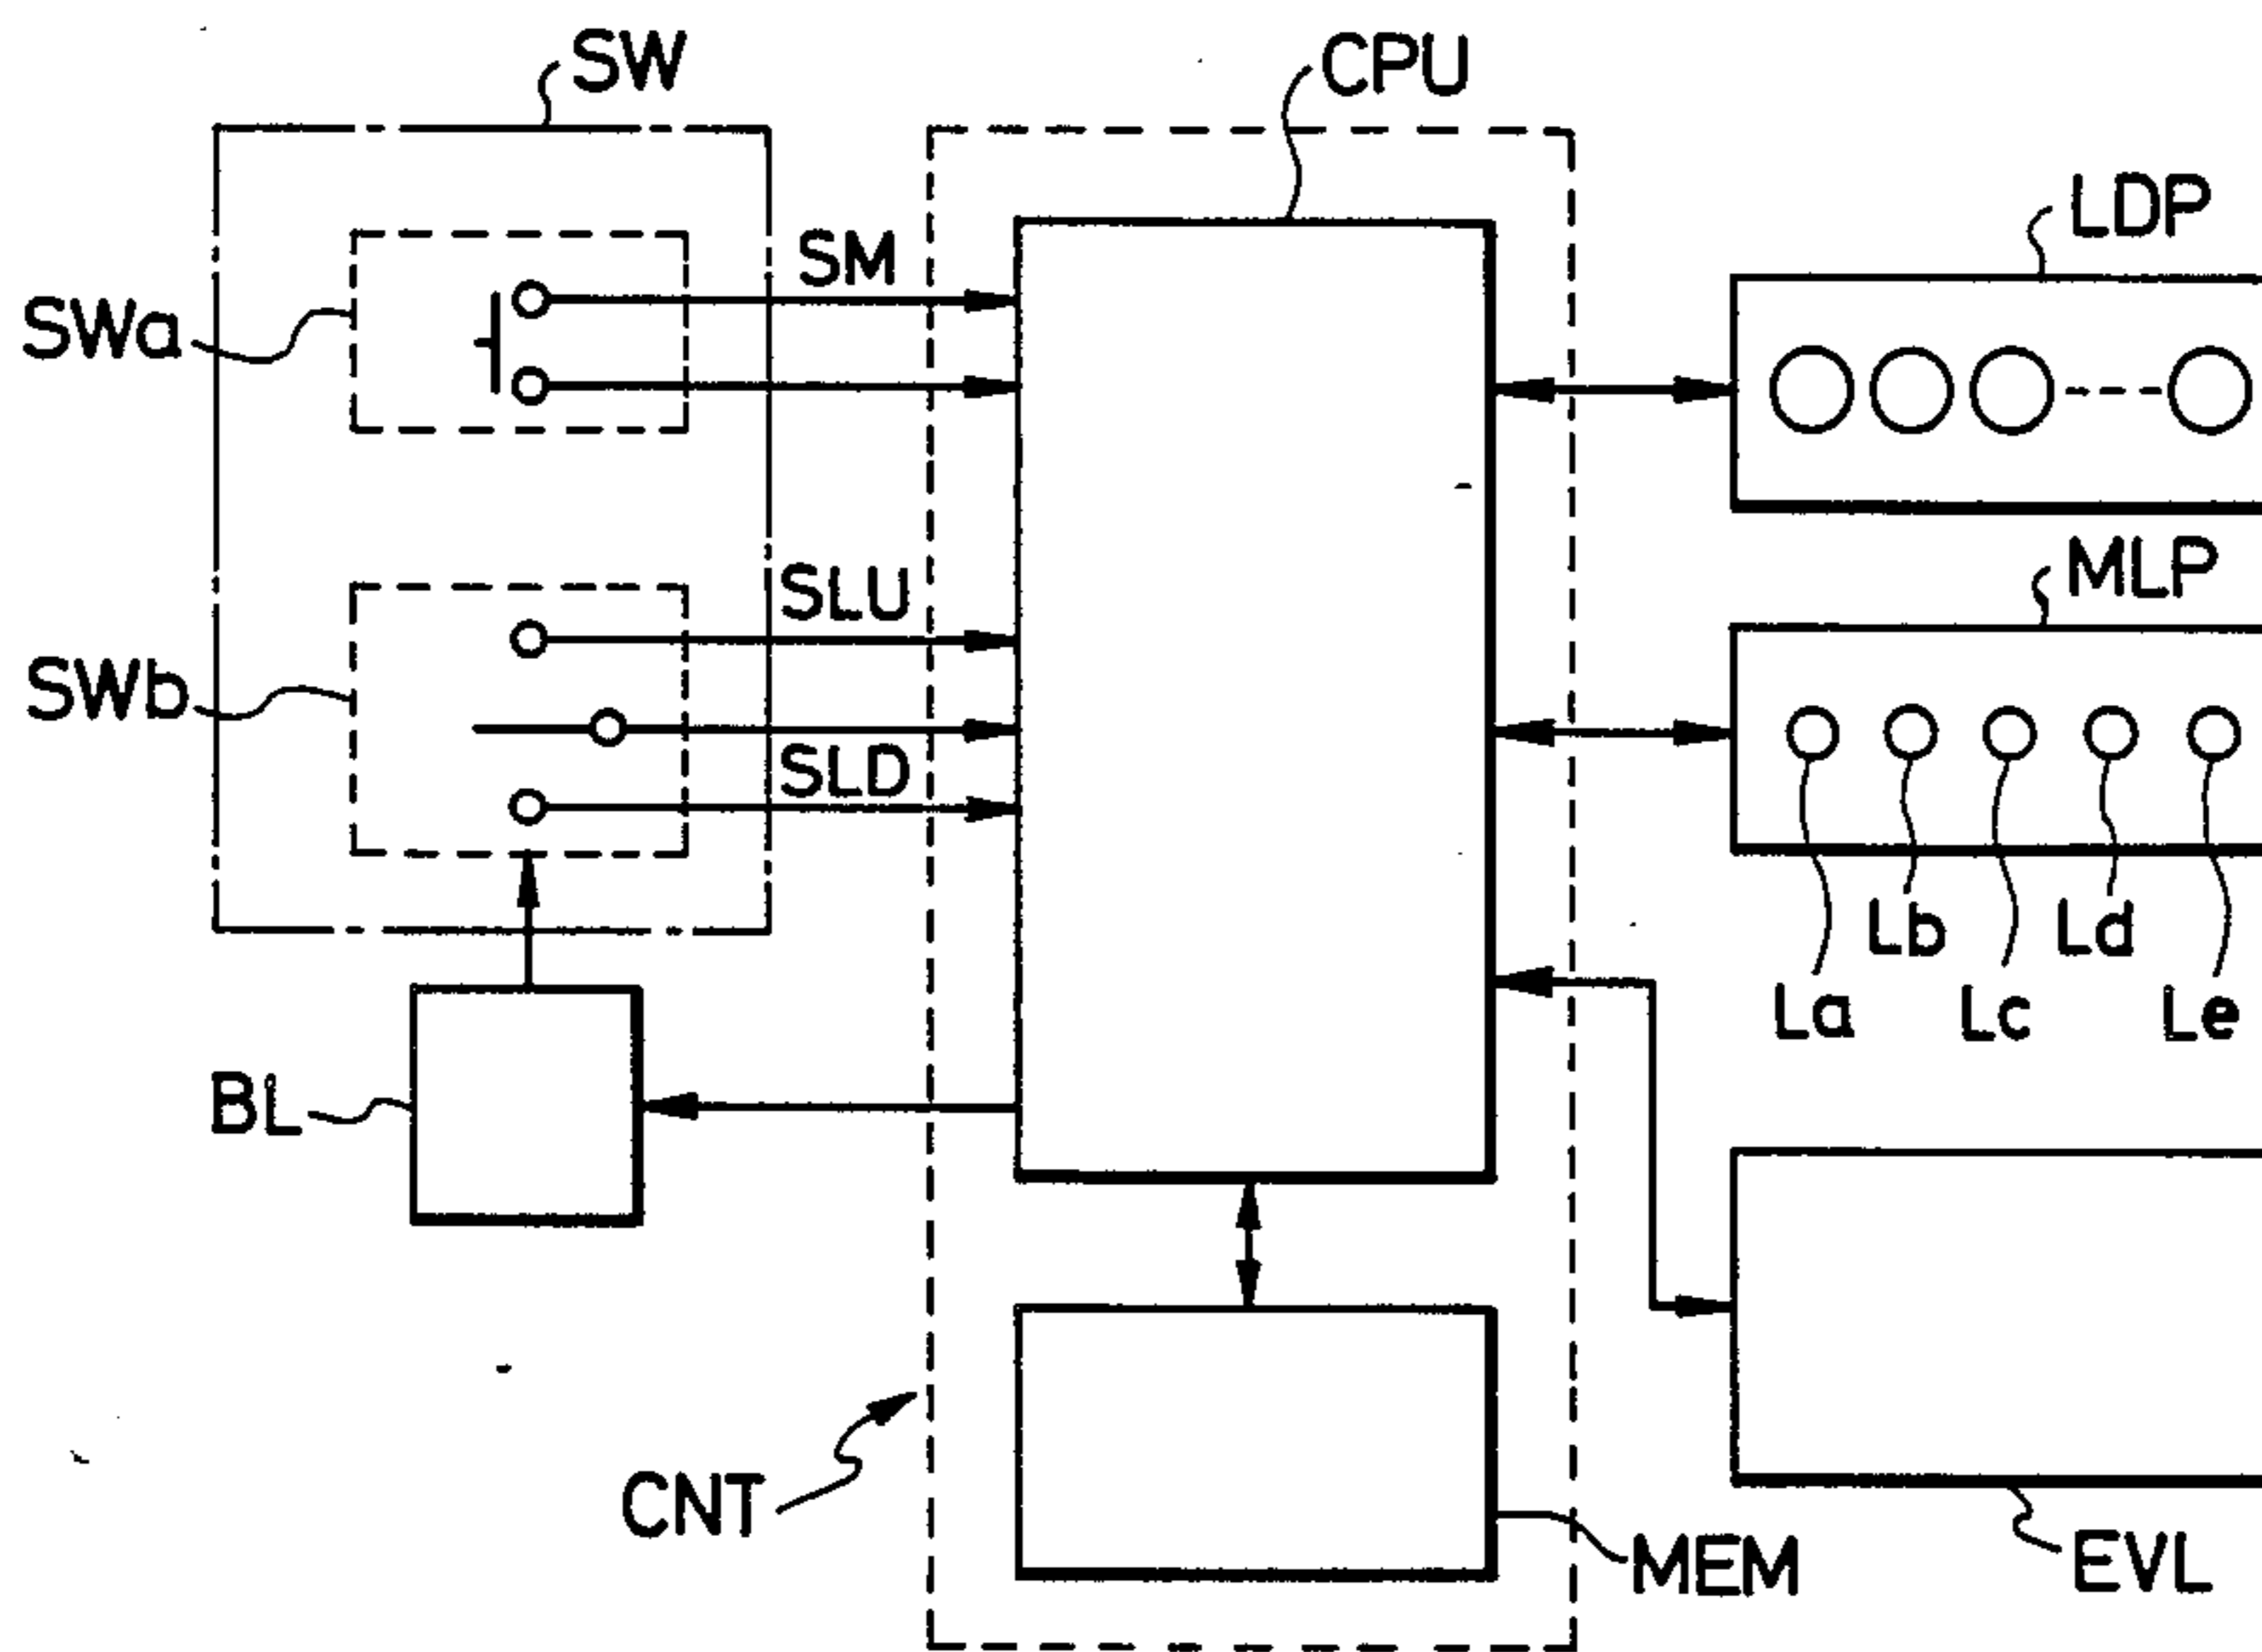 SW
CPU
LDP
SM
SWa
MLP
SLU
SWb
SLD
Lb
Ld
La
Lc
Le
BL
CNT
MEM
EVL